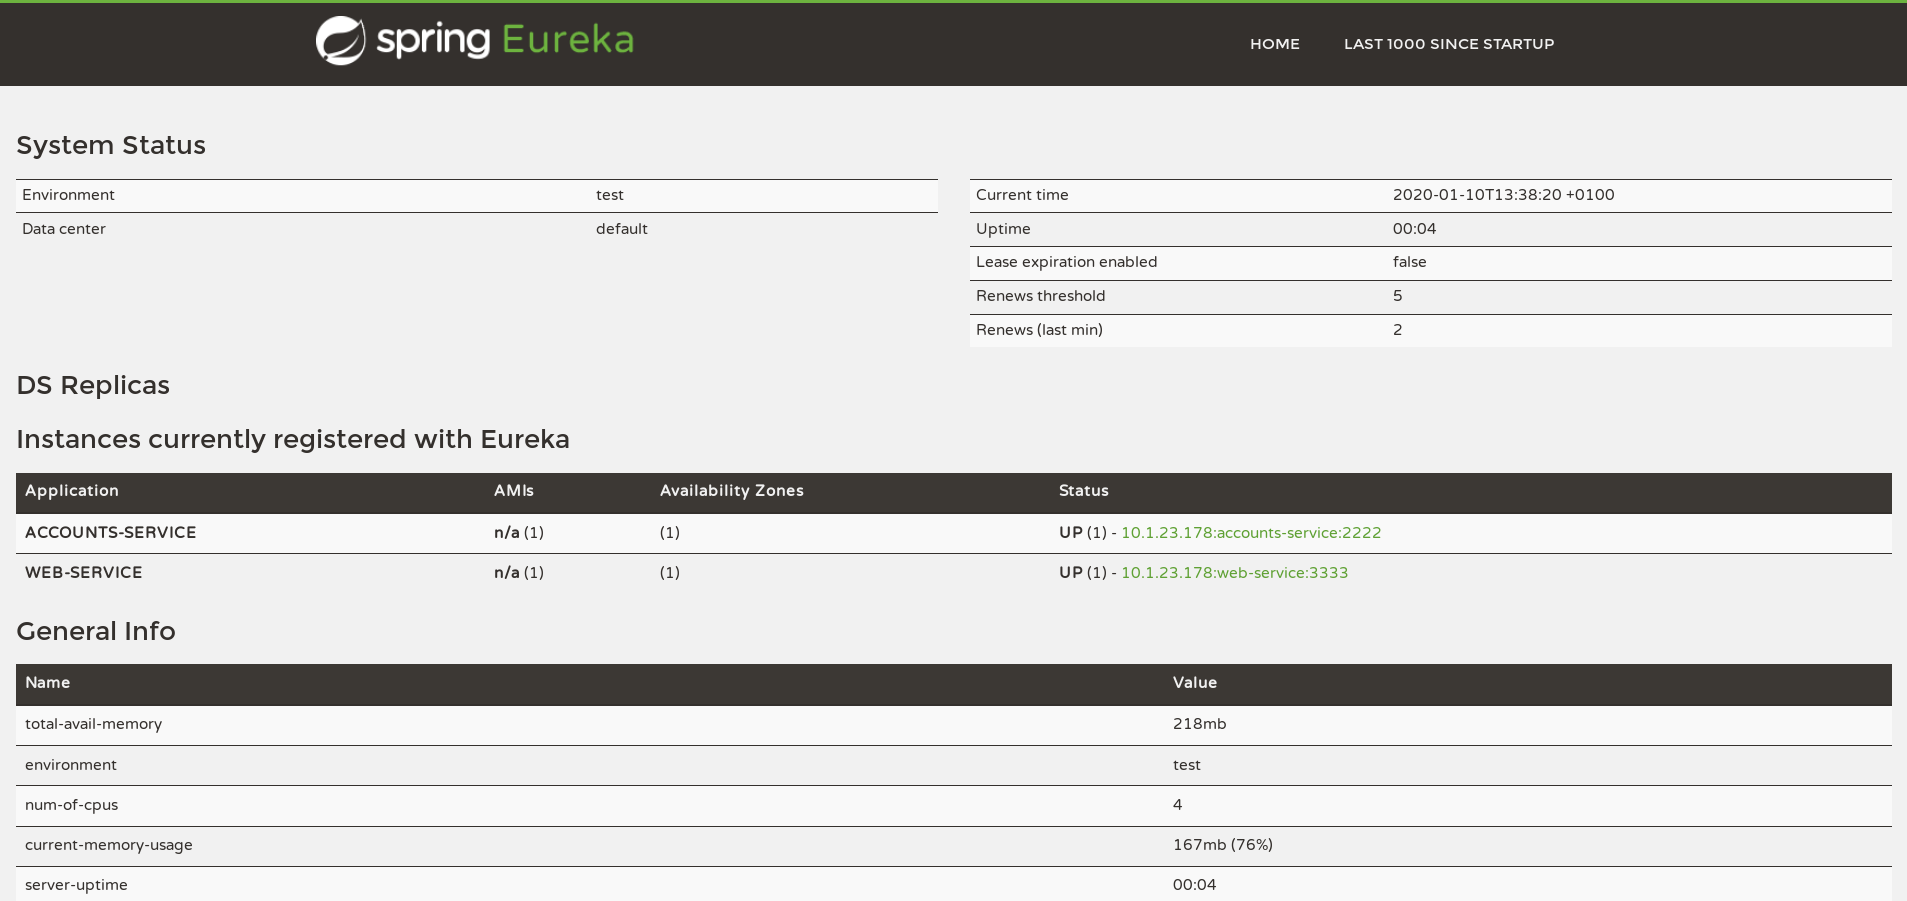 spring Eureka
HOME LAST 1000 SINCE STARTUP
System Status
Environment test
Data center default
Current time 2020-01-10T13:38:20 +0100
Uptime 00:04
Lease expiration enabled false
Renews threshold 5
Renews (last min) 2
DS Replicas
Instances currently registered with Eureka
Application AMIs Availability Zones Status
ACCOUNTS-SERVICE n/a (1) (1) UP (1) - 10.1.23.178:accounts-service:2222
WEB-SERVICE n/a (1) (1) UP (1) - 10.1.23.178:web-service:3333
General Info
Name Value
total-avail-memory 218mb
environment test
num-of-cpus 4
current-memory-usage 167mb (76%)
server-uptime 00:04